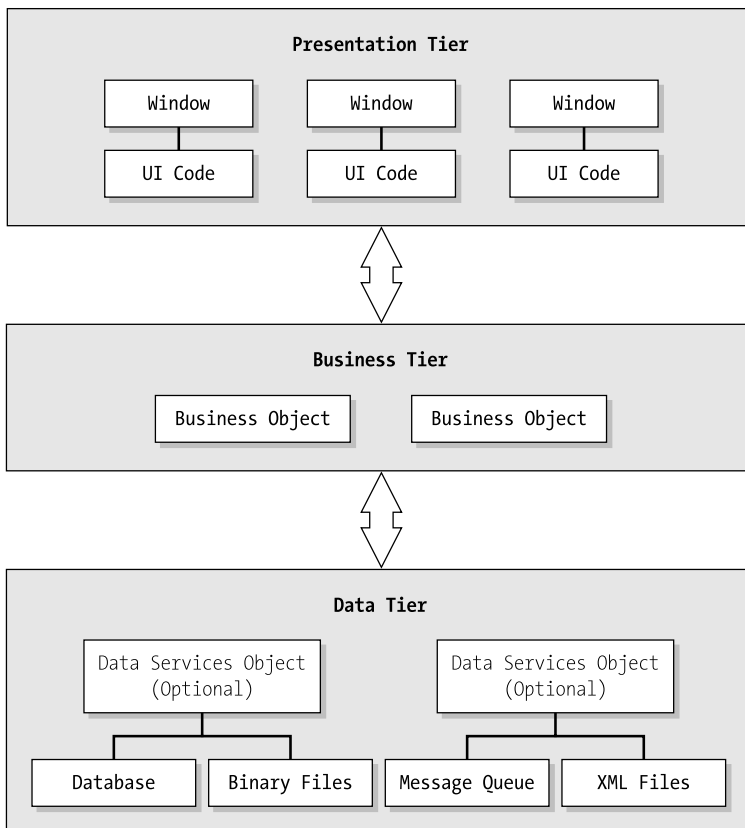 Presentation Tier
Window
Window
Window
UI Code
UI Code
UI Code
Business Tier
Business Object
Business Object
Data Tier
Data Services Object
(Optional)
Data Services Object
(Optional)
Database
Binary Files
Message Queue
XML Files